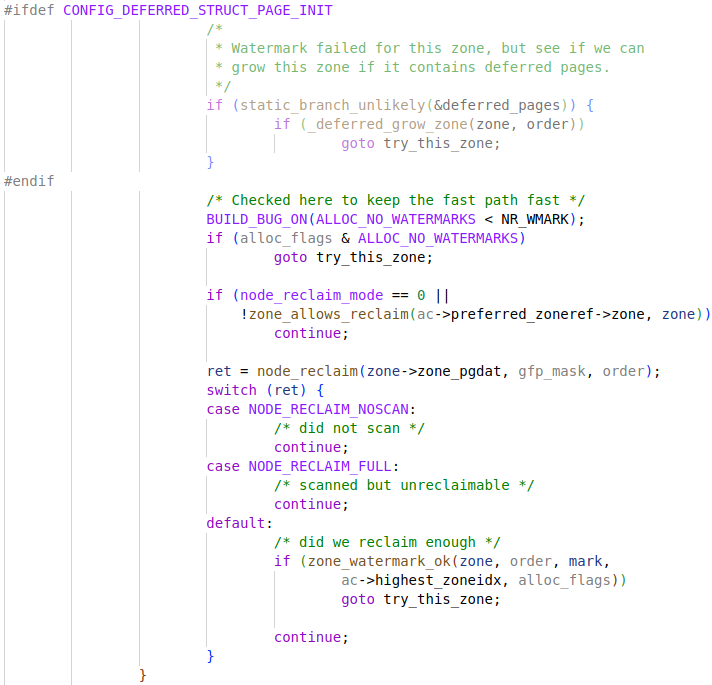 #ifdef CONFIG_DEFERRED_STRUCT_PAGE_INIT
/*
 * Watermark failed for this zone, but see if we can
 * grow this zone if it contains deferred pages.
 */
if (static_branch_unlikely(&deferred_pages)) {
if (_deferred_grow_zone(zone, order))
goto try_this_zone;
}
#endif
/* Checked here to keep the fast path fast */
BUILD_BUG_ON(ALLOC_NO_WATERMARKS < NR_WMARK);
if (alloc_flags & ALLOC_NO_WATERMARKS)
goto try_this_zone;
if (node_reclaim_mode == 0 ||
!zone_allows_reclaim(ac->preferred_zoneref->zone, zone))
continue;
ret = node_reclaim(zone->zone_pgdat, gfp_mask, order);
switch (ret) {
case NODE_RECLAIM_NOSCAN:
/* did not scan */
continue;
case NODE_RECLAIM_FULL:
/* scanned but unreclaimable */
continue;
default:
/* did we reclaim enough */
if (zone_watermark_ok(zone, order, mark,
ac->highest_zoneidx, alloc_flags))
goto try_this_zone;
continue;
}
}